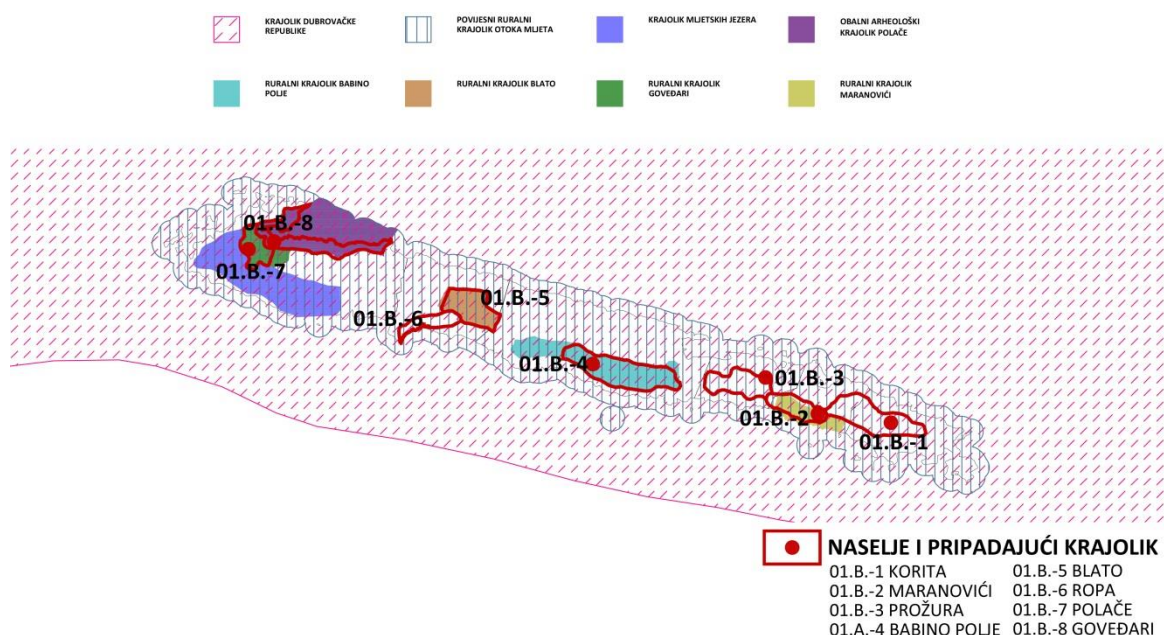 KRAJOLIK DUBROVAČKE
REPUBLIKE
POVIJESNI RURALNI
KRAJOLIK OTOKA MLJETA
KRAJOLIK MLJETSKIH JEZERA
OBALNI ARHEOLOŠKI
KRAJOLIK POLAČE
RURALNI KRAJOLIK BABINO
POLJE
RURALNI KRAJOLIK BLATO
RURALNI KRAJOLIK
GOVEĐARI
RURALNI KRAJOLIK
MARANOVIĆI
01.B.-8
01.B.-7
01.B.-5
01.B.-6
01.B.-4
01.B.-3
01.B.-2
01.B.-1
NASELJE I PRIPADAJUĆI KRAJOLIK
01.B.-1 KORITA
01.B.-2 MARANOVIĆI
01.B.-3 PROŽURA
01.A.-4 BABINO POLJE
01.B.-5 BLATO
01.B.-6 ROPA
01.B.-7 POLAČE
01.B.-8 GOVEĐARI